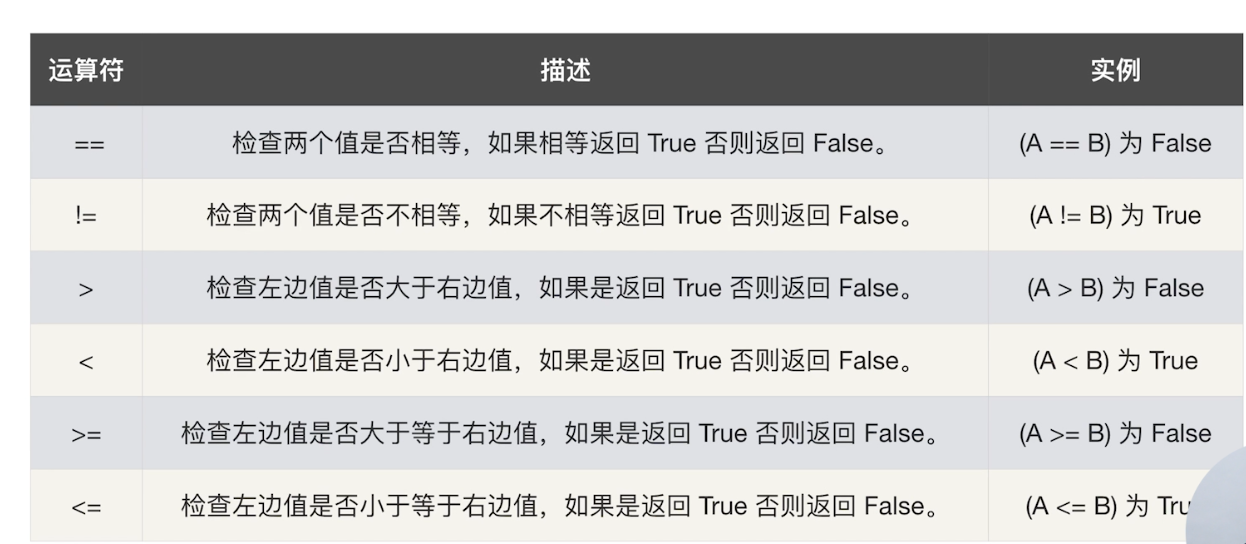 运算符 描述 实例
== 检查两个值是否相等，如果相等返回 True 否则返回 False。 (A == B) 为 False
!= 检查两个值是否不相等，如果不相等返回 True 否则返回 False。 (A != B) 为 True
> 检查左边值是否大于右边值，如果是返回 True 否则返回 False。 (A > B) 为 False
< 检查左边值是否小于右边值，如果是返回 True 否则返回 False。 (A < B) 为 True
>= 检查左边值是否大于等于右边值，如果是返回 True 否则返回 False。 (A >= B) 为 False
<= 检查左边值是否小于等于右边值，如果是返回 True 否则返回 False。 (A <= B) 为 Tru